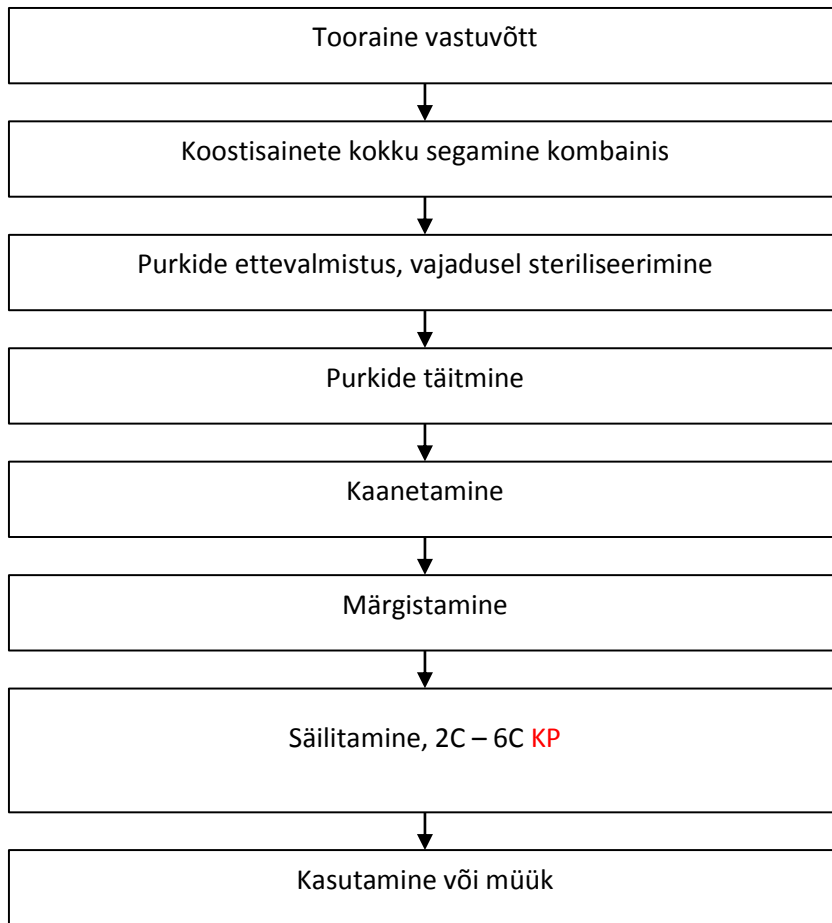 Tooraine vastuvõtt
Koostisainete kokku segamine kombainis
Purkide ettevalmistus, vajadusel steriliseerimine
Purkide täitmine
Kaanetamine
Märgistamine
Säilitamine, 2C – 6C KP
Kasutamine või müük